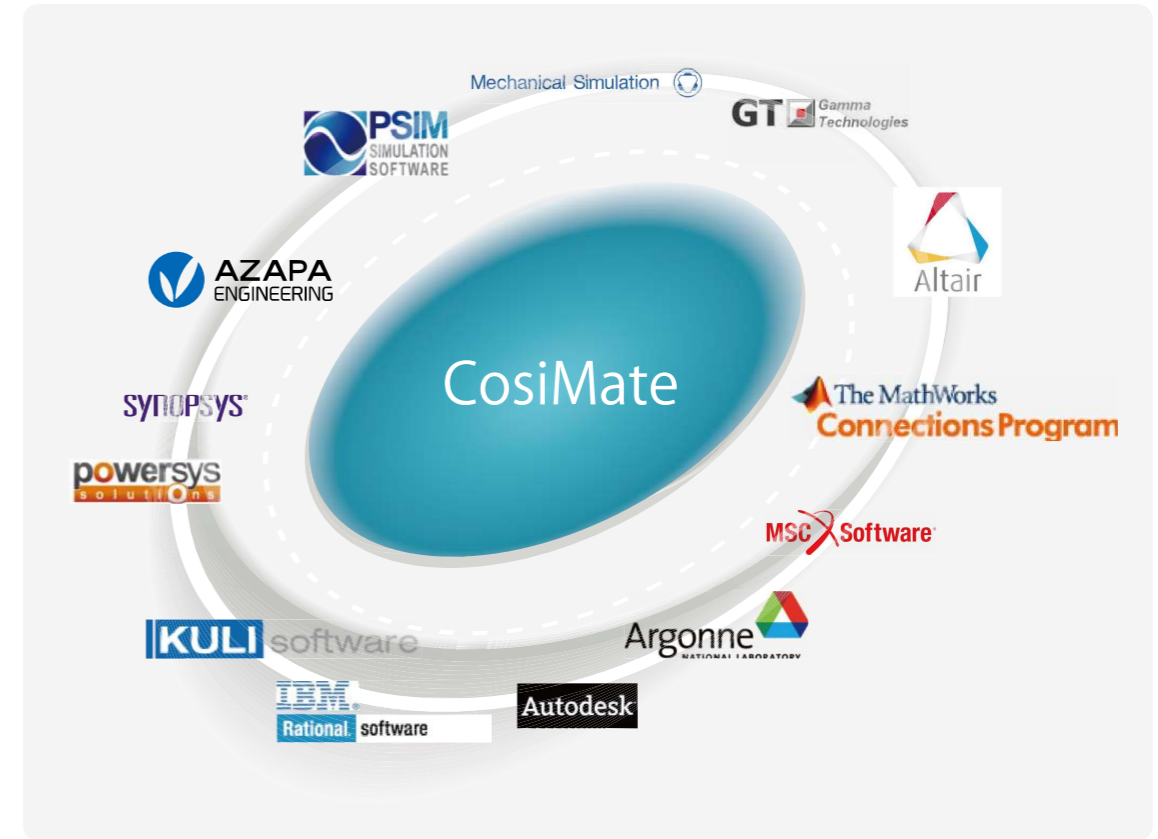 Mechanical Simulation
GT Gamma
Technologies
PSIM
SIMULATION
SOFTWARE
Altair
AZAPA
ENGINEERING
CosiMate
SYNOPSYS®
The MathWorks
Connections Program
powersys
solutiOns
MSC Software
Argonne
NATIONAL LABORATORY
KULI software
IBM®
Rational. software
Autodesk